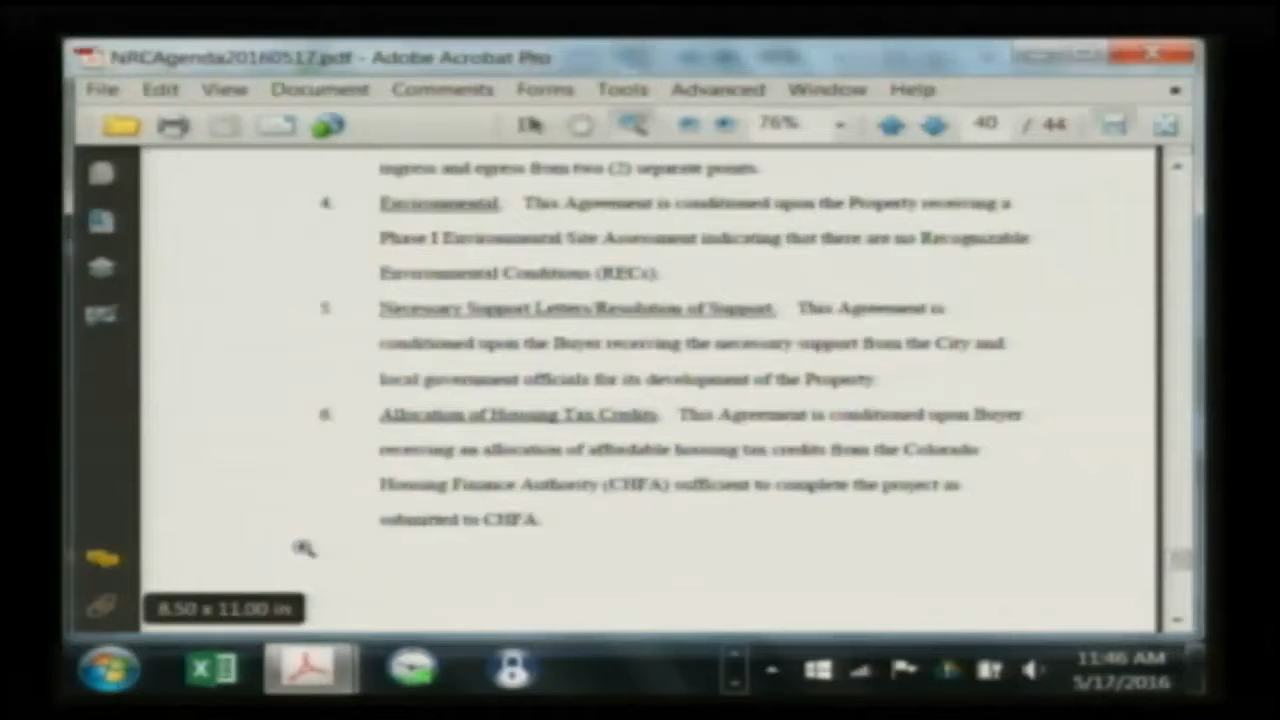 NRCAgenda20160517.pdf - Adobe Acrobat Pro
File Edit View Document Comments Forms Tools Advanced Window Help
76% 40 / 44
ingress and egress from two (2) separate points.
4. Environmental. This Agreement is conditioned upon the Property receiving a
Phase I Environmental Site Assessment indicating that there are no Recognizable
Environmental Conditions (RECs).
5. Necessary Support Letters/Resolution of Support. This Agreement is
conditioned upon the Buyer receiving the necessary support from the City and
local government officials for its development of the Property.
6. Allocation of Housing Tax Credits. This Agreement is conditioned upon Buyer
receiving an allocation of affordable housing tax credits from the Colorado
Housing Finance Authority (CHFA) sufficient to complete the project as
submitted to CHFA.
8.50 x 11.00 in
11:46 AM
5/17/2016